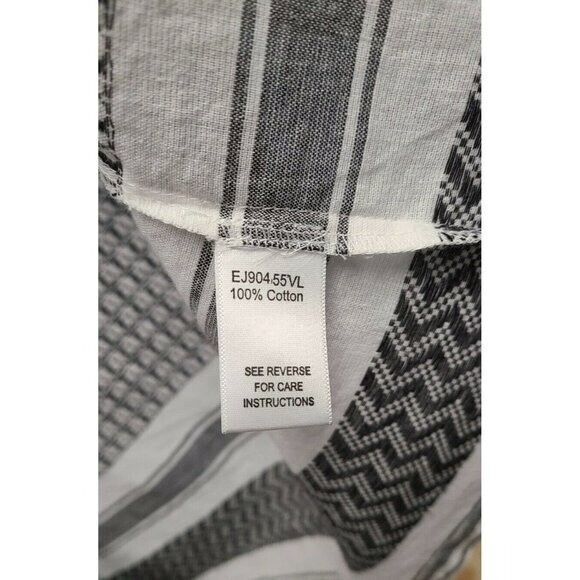 EJ904.55VL
100% Cotton
SEE REVERSE
FOR CARE
INSTRUCTIONS